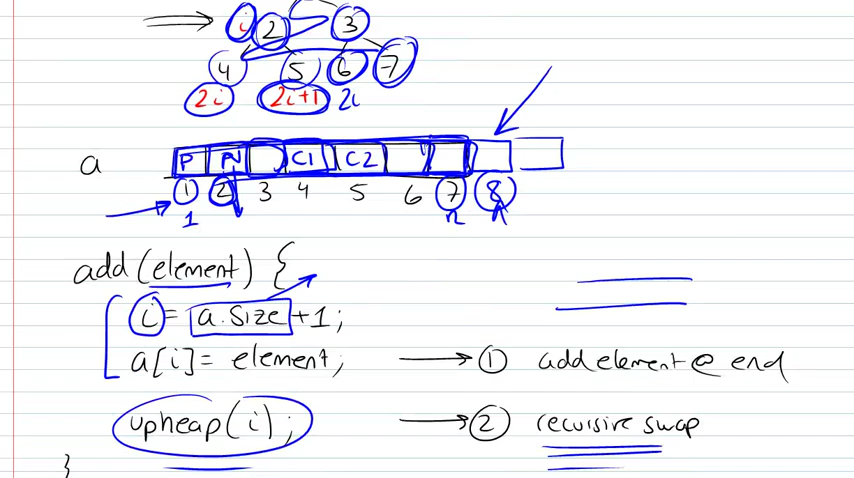 i 2 3
4 5 6 7
2i 2i+1 2i
a P N C1 C2
1 2 3 4 5 6 7 8
1 n
add (element) {
i = a.size +1;
a[i] = element; → 1 add element @ end
upheap(i); → 2 recursive swap
}